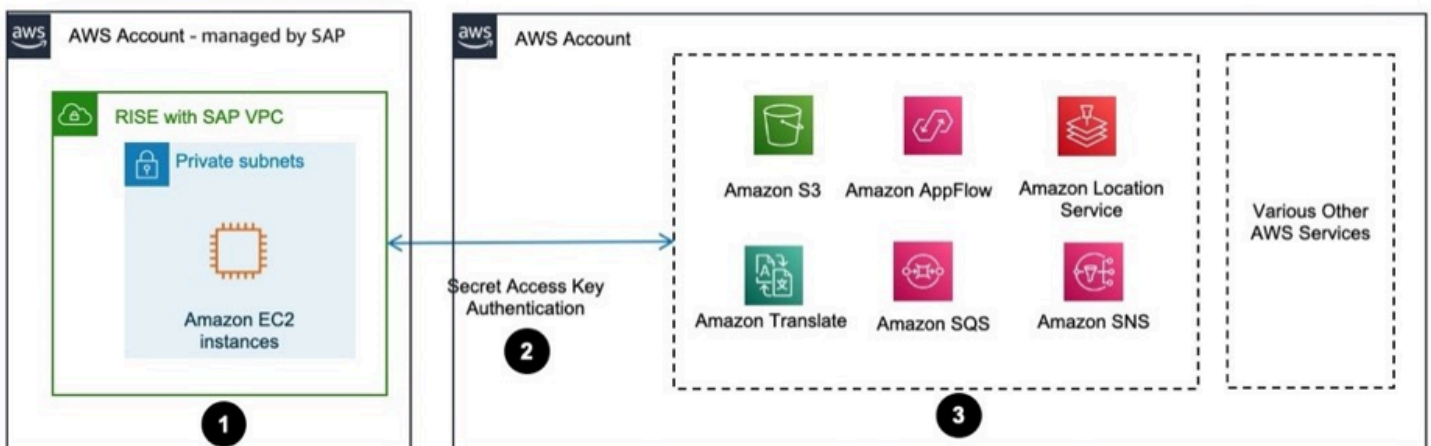 aws
AWS Account - managed by SAP
RISE with SAP VPC
Private subnets
Amazon EC2
instances
1
Secret Access Key
Authentication
2
aws
AWS Account
Amazon S3
Amazon AppFlow
Amazon Location
Service
Amazon Translate
Amazon SQS
Amazon SNS
3
Various Other
AWS Services